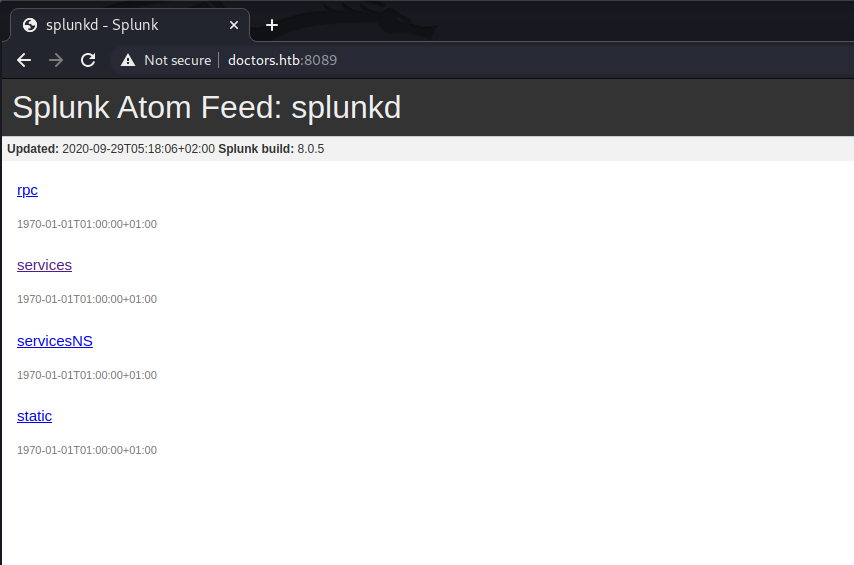 splunkd - Splunk
Not secure doctors.htb:8089
Splunk Atom Feed: splunkd
Updated: 2020-09-29T05:18:06+02:00 Splunk build: 8.0.5
rpc
1970-01-01T01:00:00+01:00
services
1970-01-01T01:00:00+01:00
servicesNS
1970-01-01T01:00:00+01:00
static
1970-01-01T01:00:00+01:00